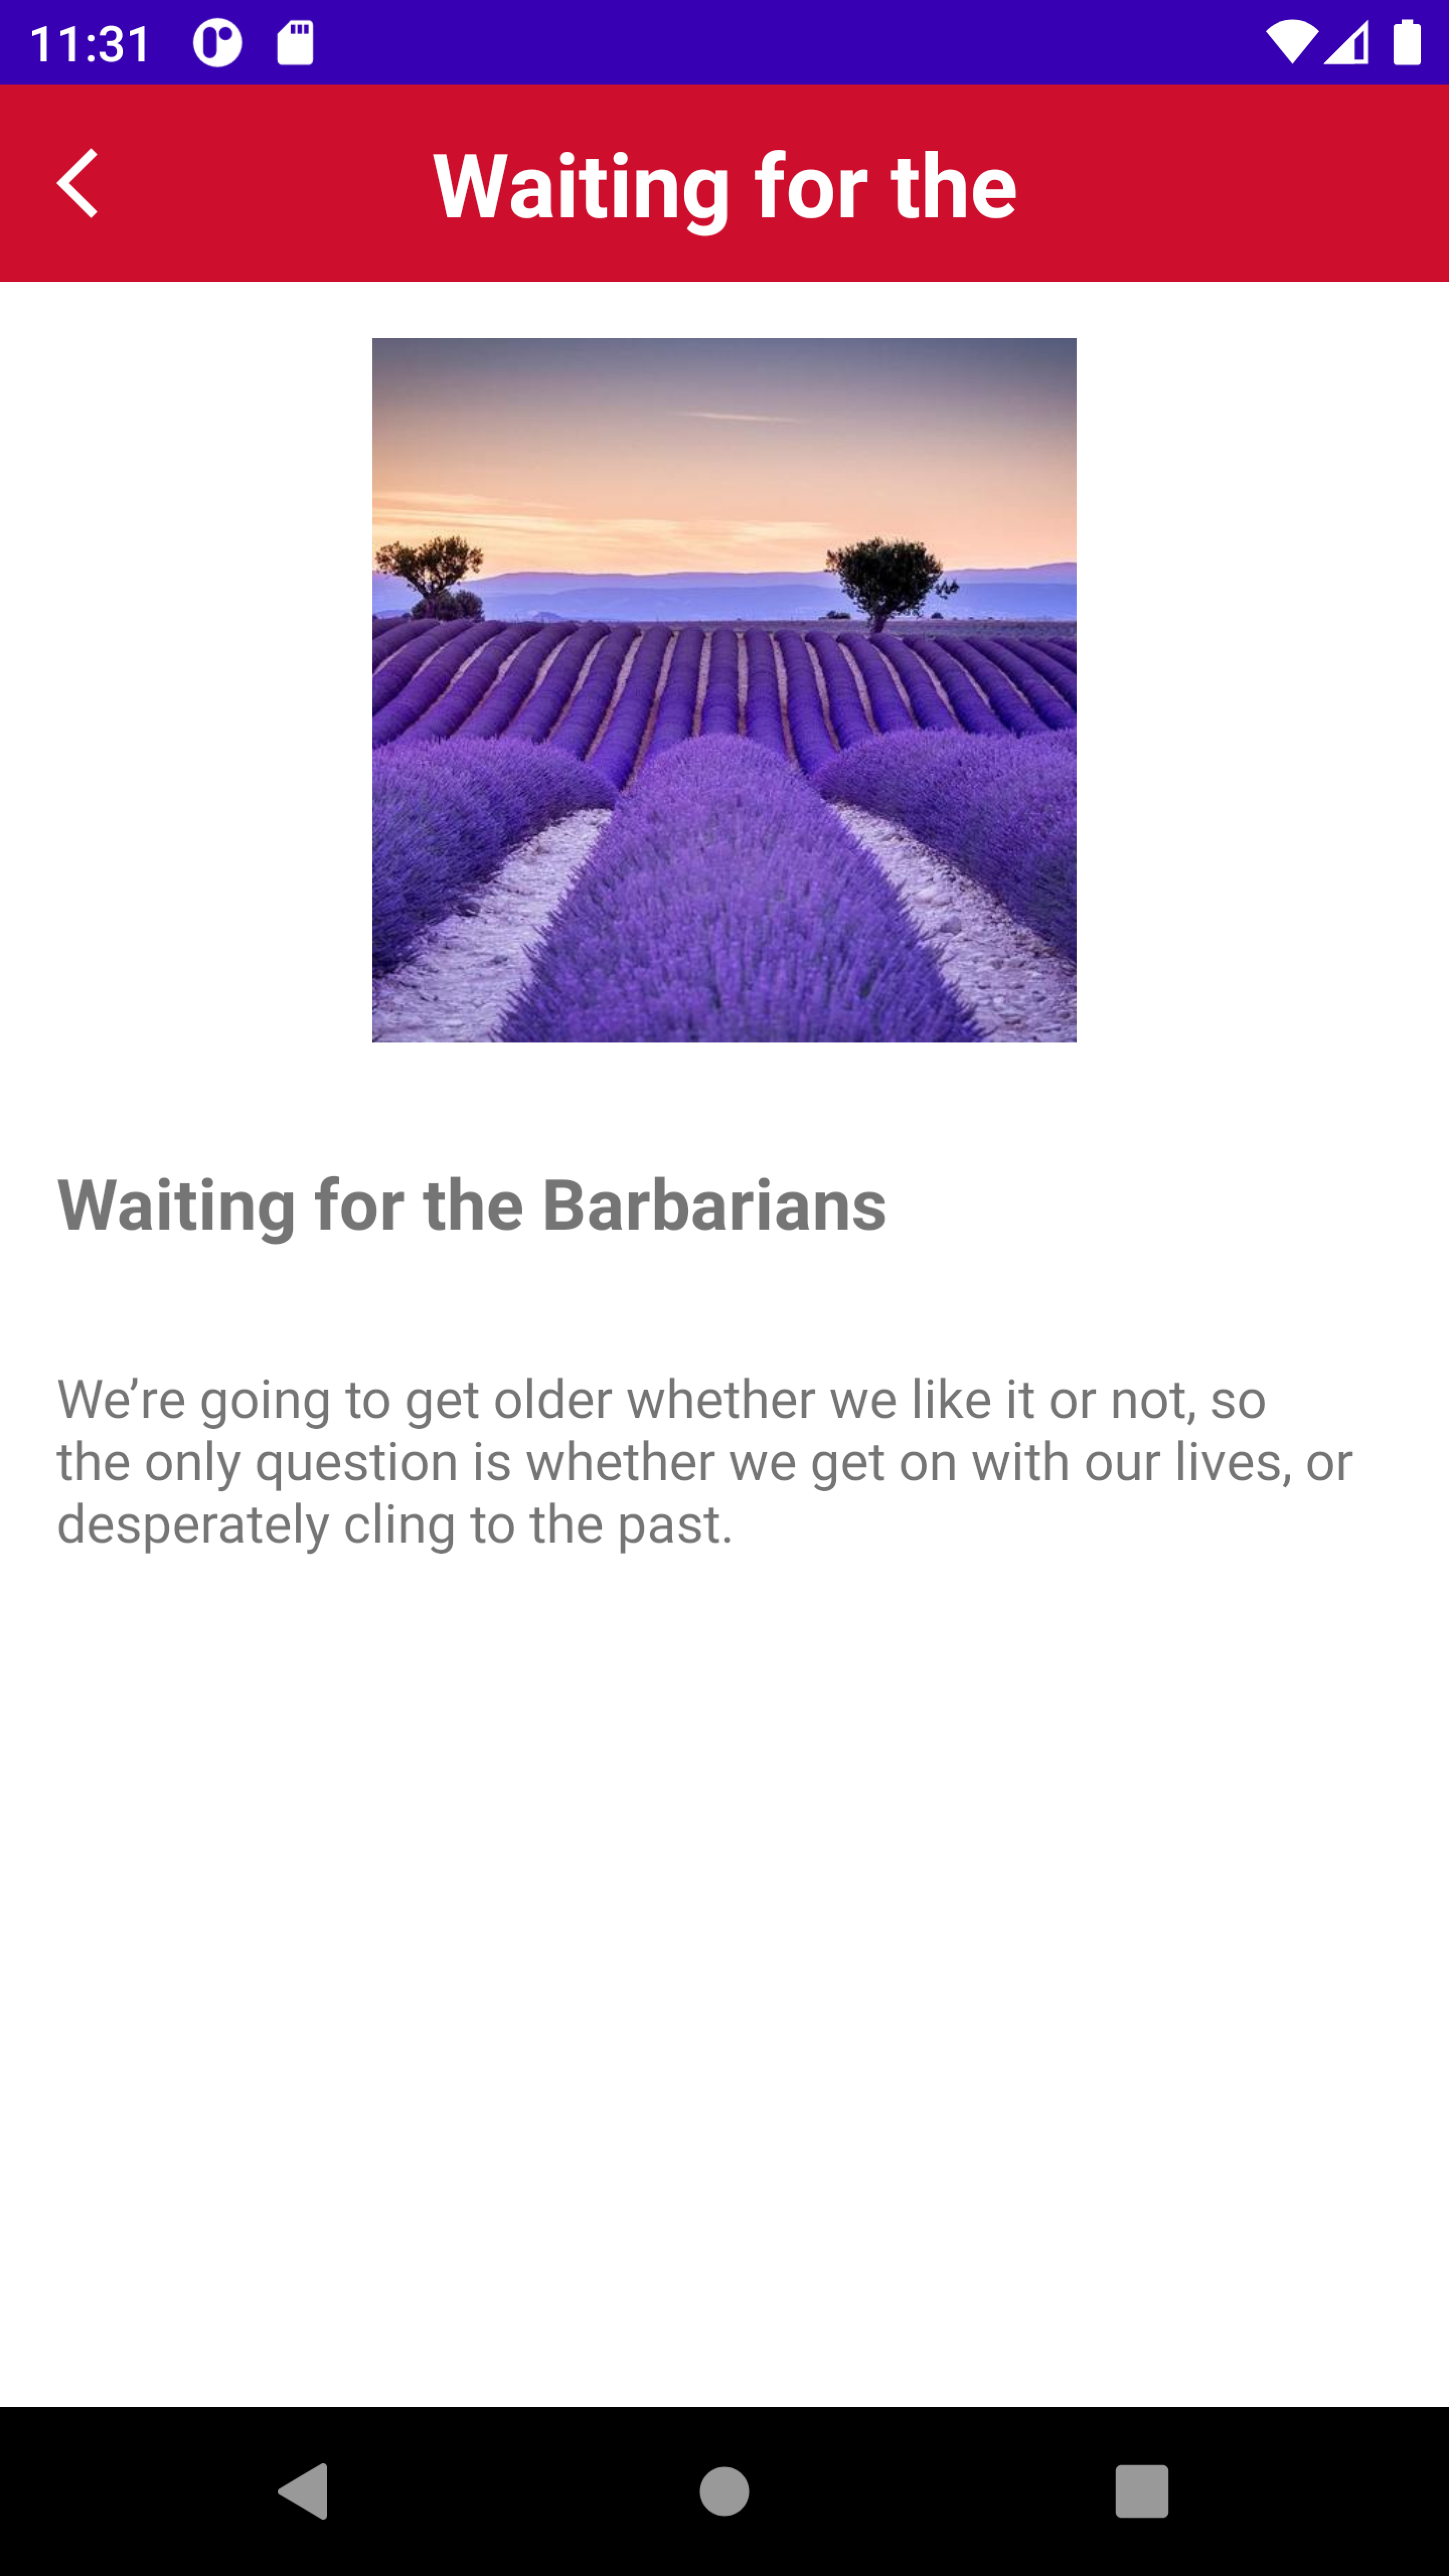 11:31
Waiting for the
Waiting for the Barbarians
We’re going to get older whether we like it or not, so
the only question is whether we get on with our lives, or
desperately cling to the past.